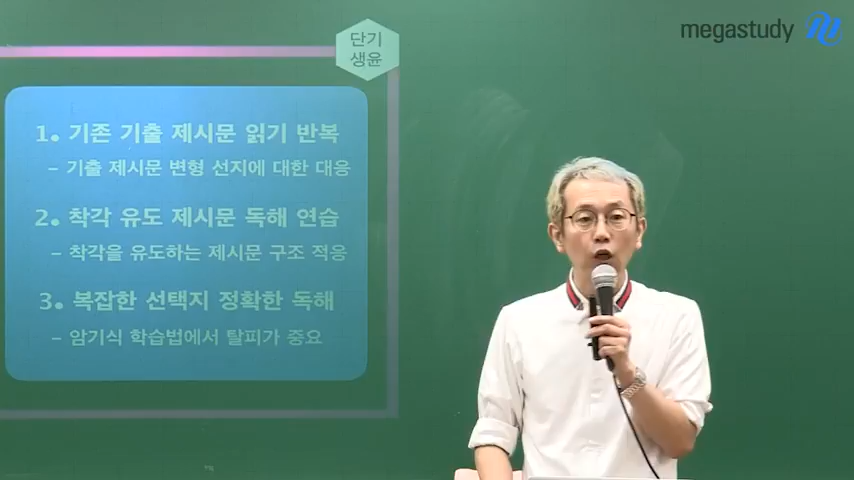 megastudy
단기
생윤
1. 기존 기출 제시문 읽기 반복
- 기출 제시문 변형 선지에 대한 대응
2. 착각 유도 제시문 독해 연습
- 착각을 유도하는 제시문 구조 적응
3. 복잡한 선택지 정확한 독해
- 암기식 학습법에서 탈피가 중요